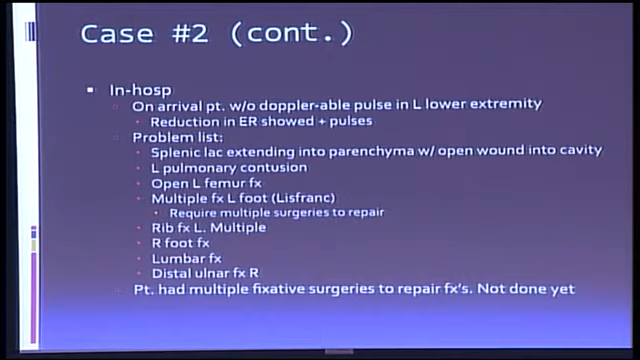 Case #2 (cont.)
In-hosp
On arrival pt. w/o doppler-able pulse in L lower extremity
Reduction in ER showed + pulses
Problem list:
Splenic lac extending into parenchyma w/ open wound into cavity
L pulmonary contusion
Open L femur fx
Multiple fx L foot (Lisfranc)
Require multiple surgeries to repair
Rib fx L. Multiple
R foot fx
Lumbar fx
Distal ulnar fx R
Pt. had multiple fixative surgeries to repair fx's. Not done yet